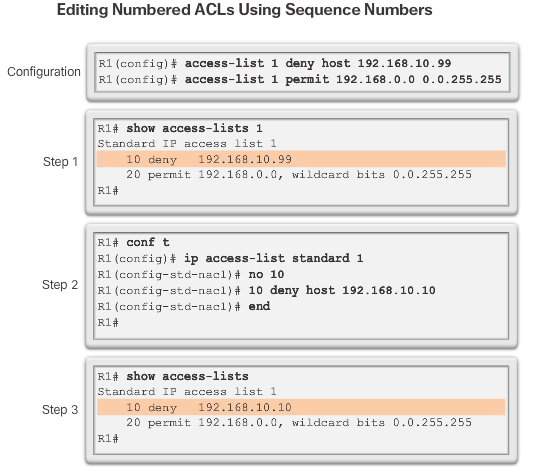 Editing Numbered ACLs Using Sequence Numbers
Configuration
R1(config)# access-list 1 deny host 192.168.10.99
R1(config)# access-list 1 permit 192.168.0.0 0.0.255.255
Step 1
R1# show access-lists 1
Standard IP access list 1
10 deny 192.168.10.99
20 permit 192.168.0.0, wildcard bits 0.0.255.255
R1#
Step 2
R1# conf t
R1(config)# ip access-list standard 1
R1(config-std-nacl)# no 10
R1(config-std-nacl)# 10 deny host 192.168.10.10
R1(config-std-nacl)# end
R1#
Step 3
R1# show access-lists
Standard IP access list 1
10 deny 192.168.10.10
20 permit 192.168.0.0, wildcard bits 0.0.255.255
R1#